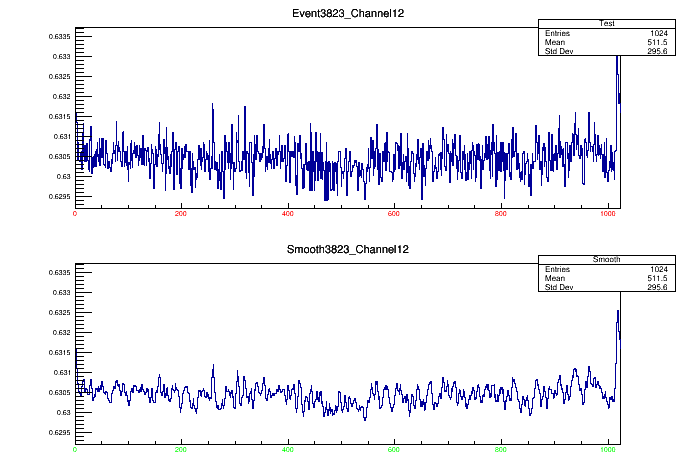 Event3823_Channel12
Test
Entries 1024
Mean 511.5
Std Dev 295.6
0.6335
0.633
0.6325
0.632
0.6315
0.631
0.6305
0.63
0.6295
0 200 400 600 800 1000
Smooth3823_Channel12
Smooth
Entries 1024
Mean 511.5
Std Dev 295.6
0.6335
0.633
0.6325
0.632
0.6315
0.631
0.6305
0.63
0.6295
0 200 400 600 800 1000